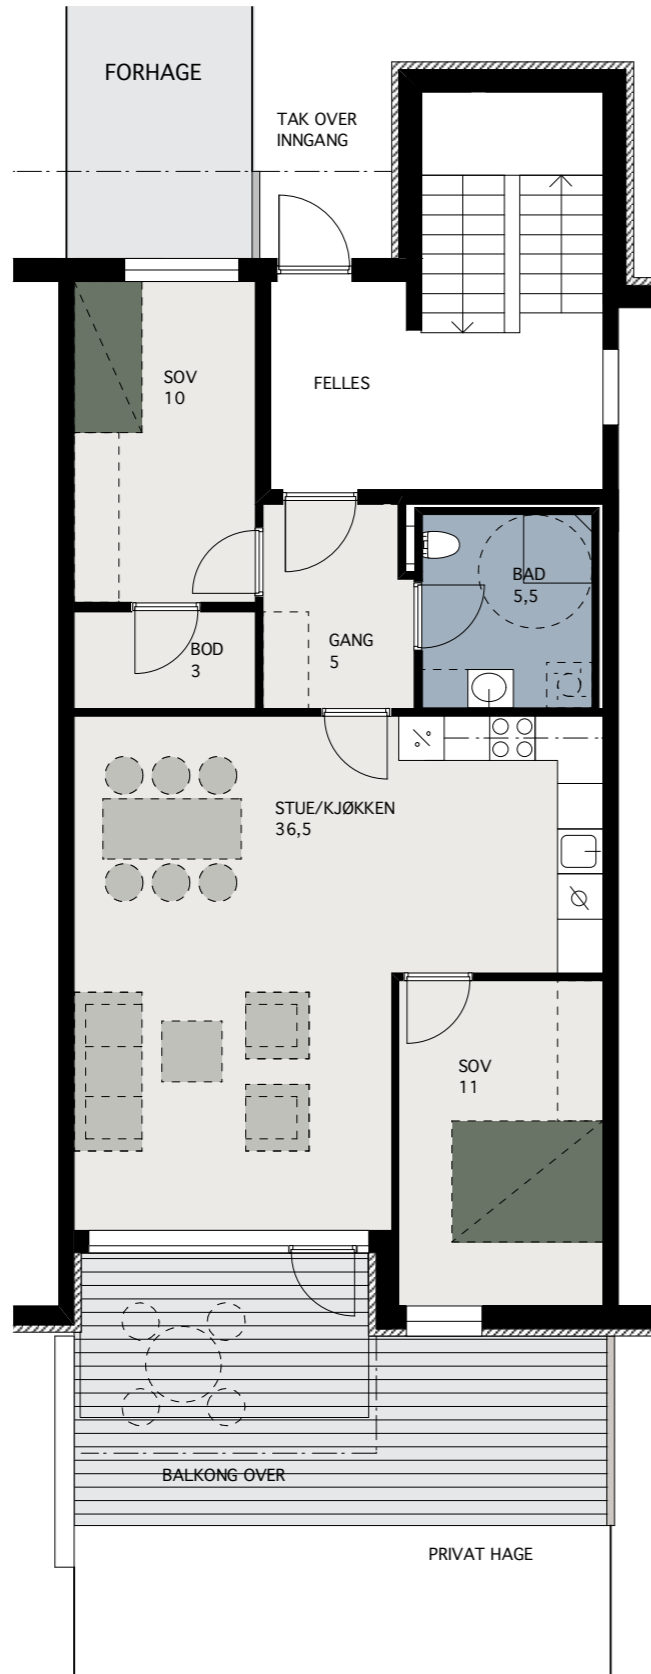 FORHAGE
TAK OVER
INNGANG
SOV
10
FELLES
BAD
5,5
GANG
5
BOD
3
STUE/KJØKKEN
36,5
SOV
11
BALKONG OVER
PRIVAT HAGE